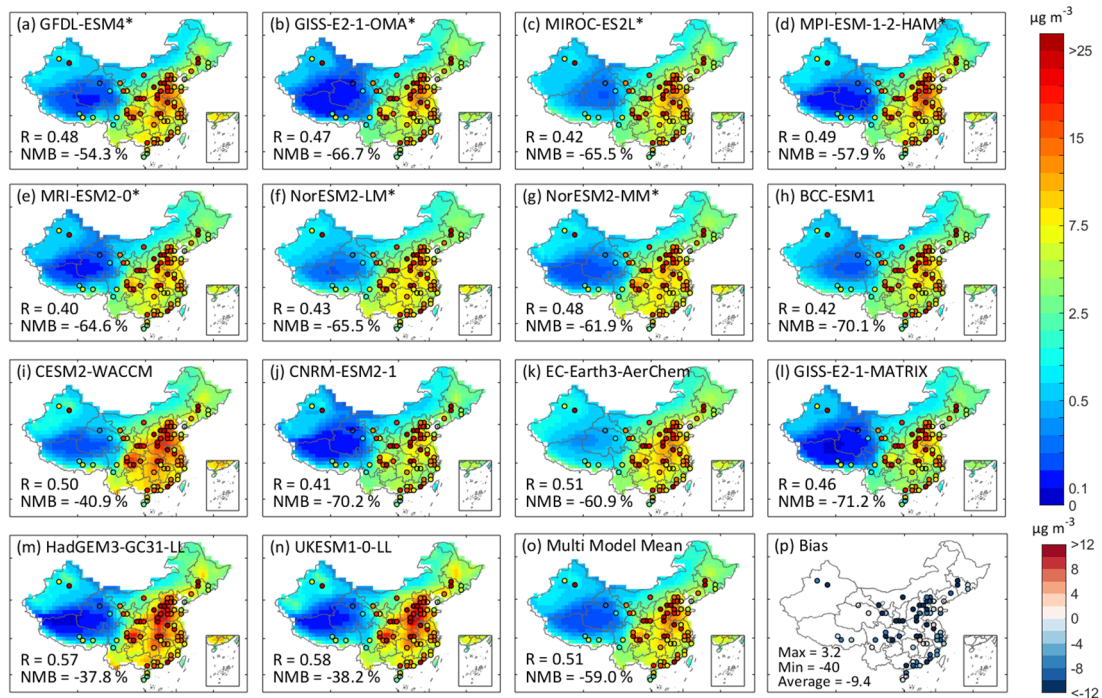 (a) GFDL-ESM4*
R = 0.48
NMB = -54.3 %
(b) GISS-E2-1-OMA*
R = 0.47
NMB = -66.7 %
(c) MIROC-ES2L*
R = 0.42
NMB = -65.5 %
(d) MPI-ESM-1-2-HAM*
R = 0.49
NMB = -57.9 %
(e) MRI-ESM2-0*
R = 0.40
NMB = -64.6 %
(f) NorESM2-LM*
R = 0.43
NMB = -65.5 %
(g) NorESM2-MM*
R = 0.48
NMB = -61.9 %
(h) BCC-ESM1
R = 0.42
NMB = -70.1 %
(i) CESM2-WACCM
R = 0.50
NMB = -40.9 %
(j) CNRM-ESM2-1
R = 0.41
NMB = -70.2 %
(k) EC-Earth3-AerChem
R = 0.51
NMB = -60.9 %
(l) GISS-E2-1-MATRIX
R = 0.46
NMB = -71.2 %
(m) HadGEM3-GC31-LL
R = 0.57
NMB = -37.8 %
(n) UKESM1-0-LL
R = 0.58
NMB = -38.2 %
(o) Multi Model Mean
R = 0.51
NMB = -59.0 %
(p) Bias
Max = 3.2
Min = -40
Average = -9.4
µg m⁻³
>25
15
7.5
2.5
0.5
0.1
0
µg m⁻³
>12
8
4
0
-4
-8
<-12